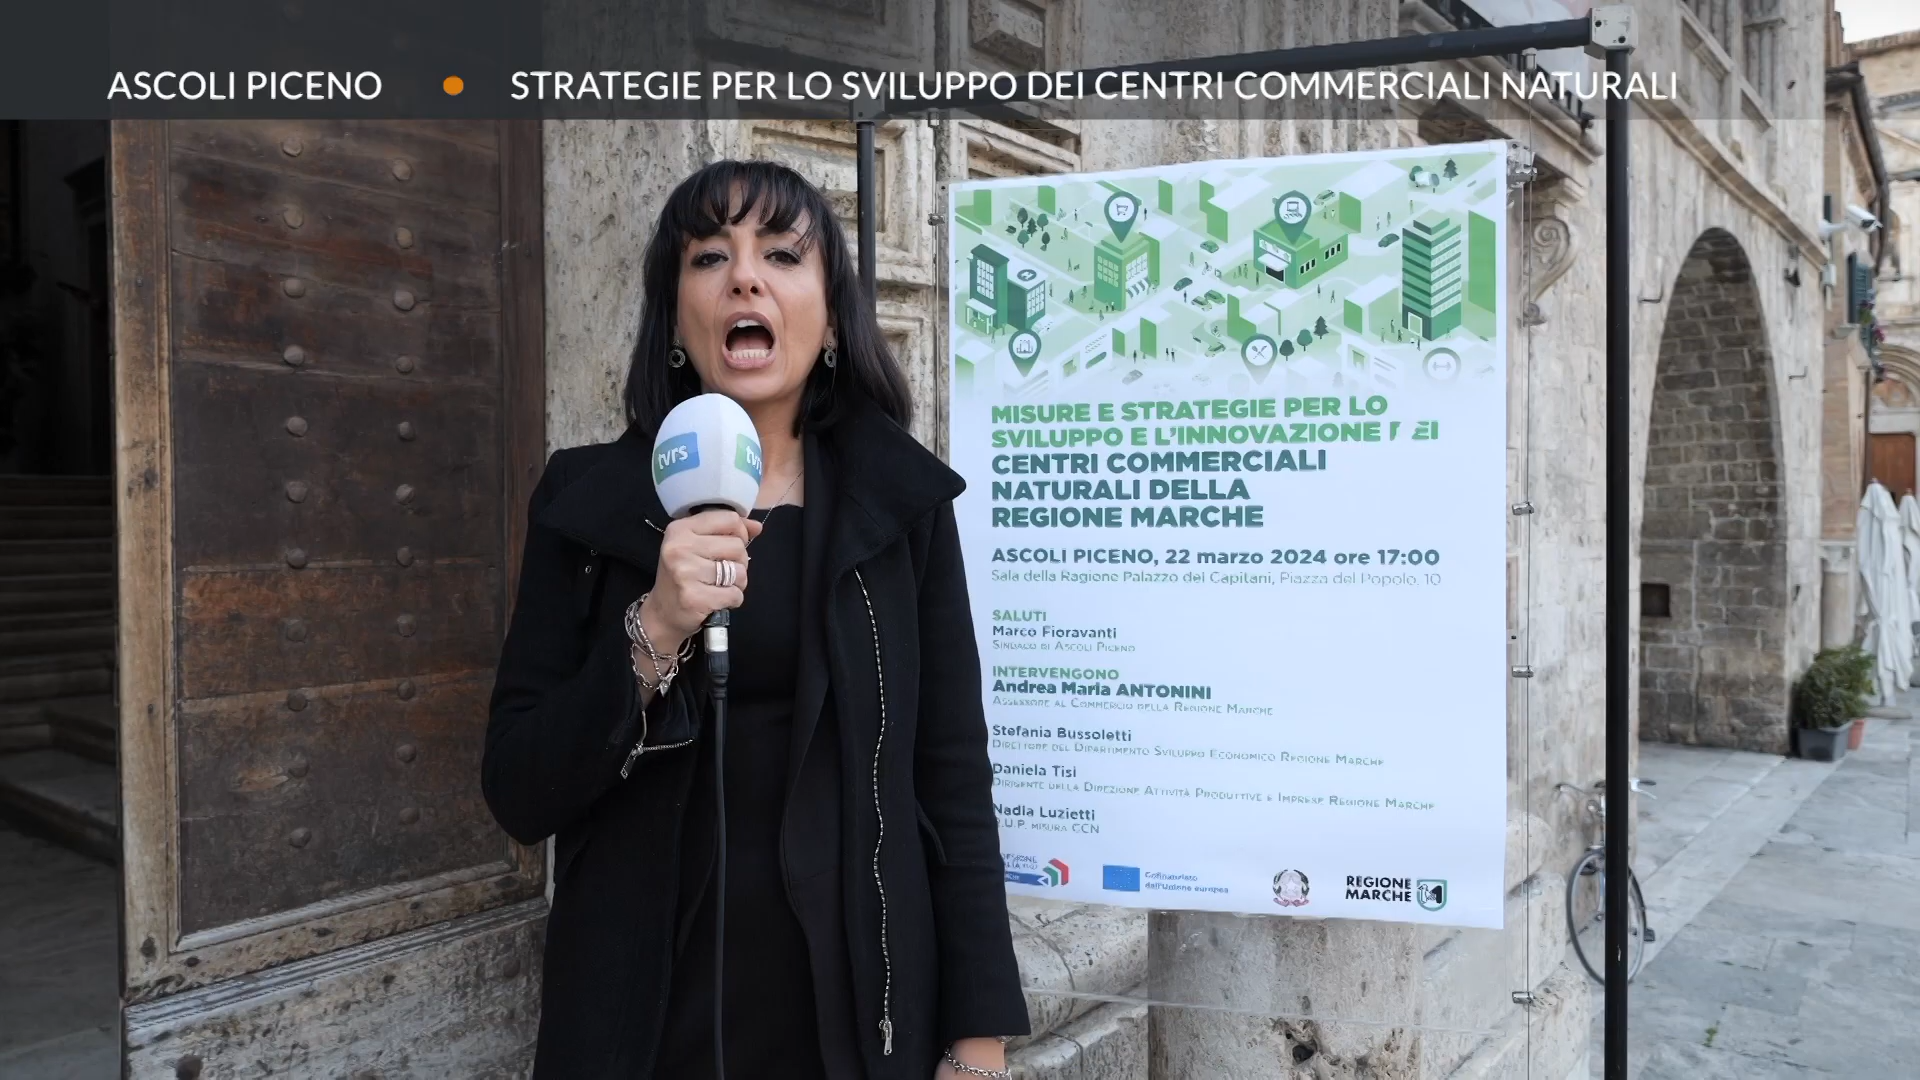 ASCOLI PICENO ● STRATEGIE PER LO SVILUPPO DEI CENTRI COMMERCIALI NATURALI
tvrs
MISURE E STRATEGIE PER LO
SVILUPPO E L'INNOVAZIONE DEI
CENTRI COMMERCIALI
NATURALI DELLA
REGIONE MARCHE
ASCOLI PICENO, 22 marzo 2024 ore 17:00
Sala della Ragione Palazzo dei Capitani, Piazza del Popolo, 10
SALUTI
Marco Fioravanti
SINDACO DI ASCOLI PICENO
INTERVENGONO
Andrea Maria ANTONINI
ASSESSORE AL COMMERCIO DELLA REGIONE MARCHE
Stefania Bussoletti
DIRETTORE DEL DIPARTIMENTO SVILUPPO ECONOMICO REGIONE MARCHE
Daniela Tisi
DIRIGENTE DELLA DIREZIONE ATTIVITÀ PRODUTTIVE E IMPRESE REGIONE MARCHE
Nadia Luzietti
R.U.P. MISURA CCN
Cofinanziato
dall'Unione europea
REGIONE
MARCHE